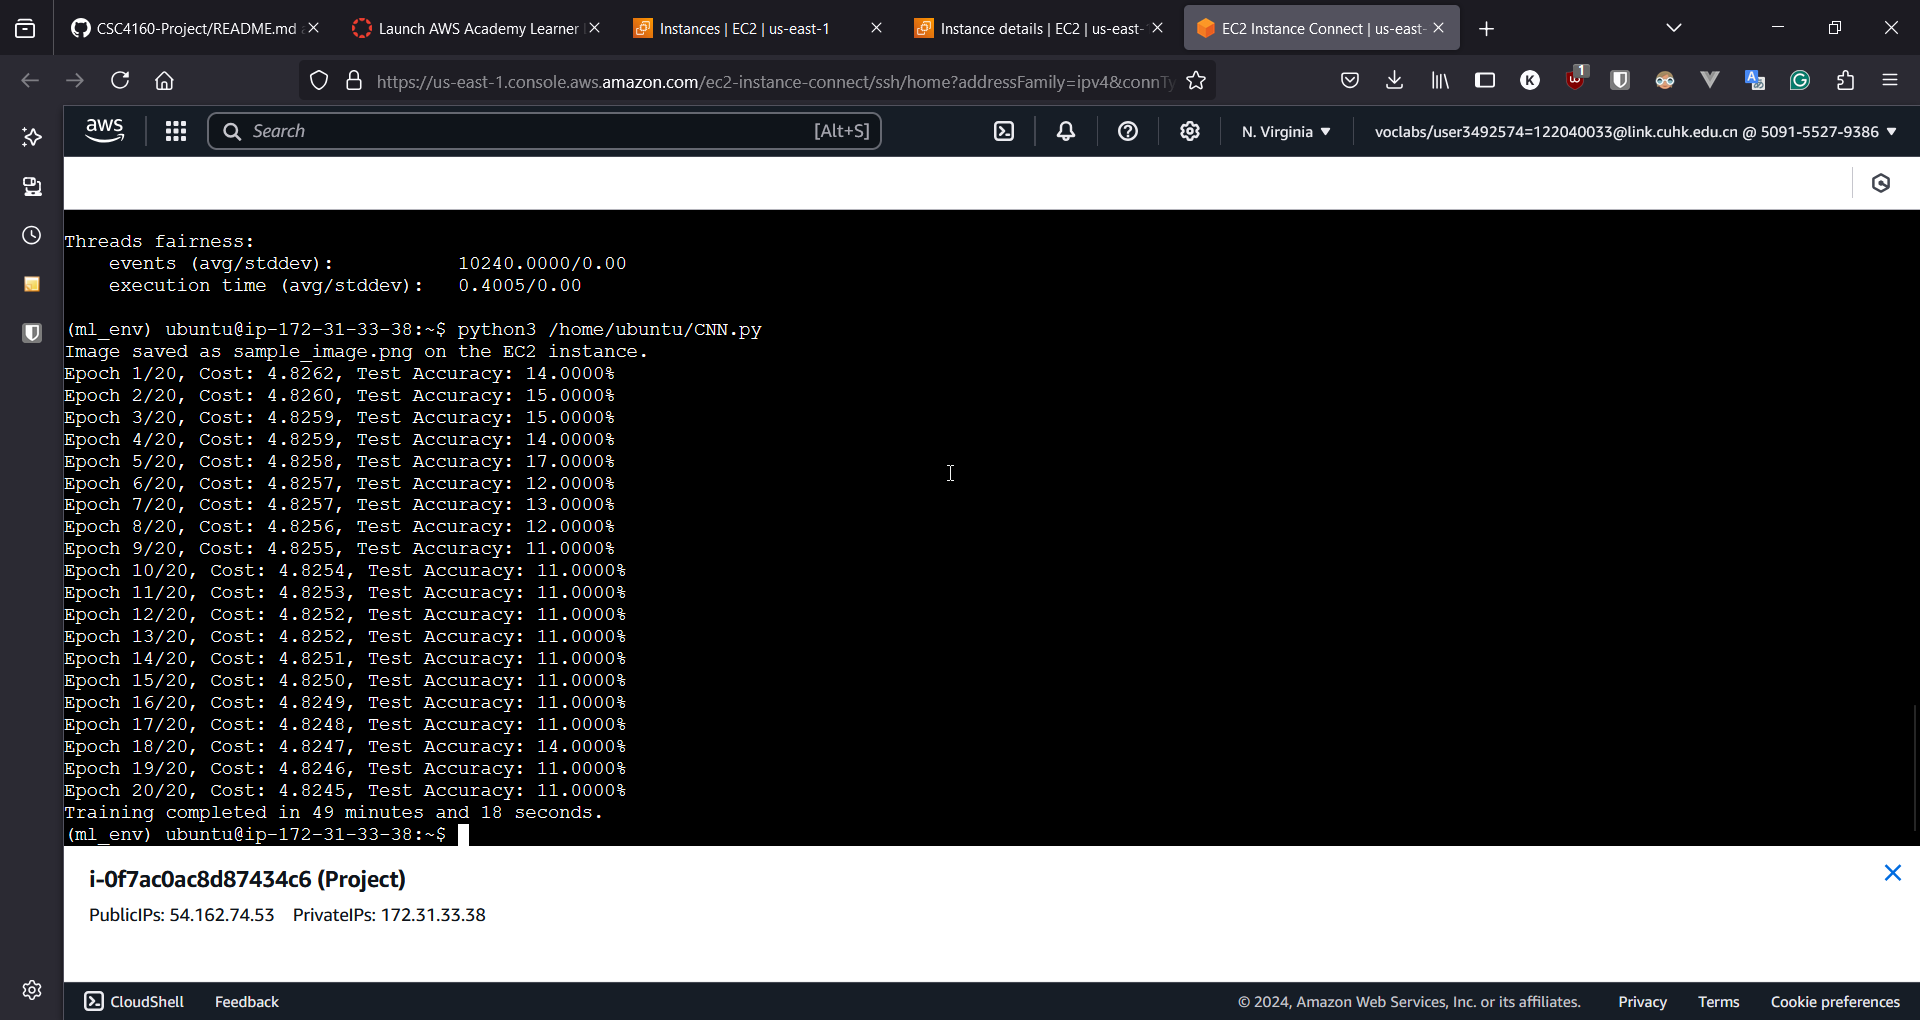 CSC4160-Project/README.md
Launch AWS Academy Learner
Instances | EC2 | us-east-1
Instance details | EC2 | us-east-
EC2 Instance Connect | us-east-
https://us-east-1.console.aws.amazon.com/ec2-instance-connect/ssh/home?addressFamily=ipv4&connTy
K
1
aws
Search
[Alt+S]
N. Virginia
voclabs/user3492574=122040033@link.cuhk.edu.cn @ 5091-5527-9386
Threads fairness:
events (avg/stddev): 10240.0000/0.00
execution time (avg/stddev): 0.4005/0.00
(ml_env) ubuntu@ip-172-31-33-38:~$ python3 /home/ubuntu/CNN.py
Image saved as sample_image.png on the EC2 instance.
Epoch 1/20, Cost: 4.8262, Test Accuracy: 14.0000%
Epoch 2/20, Cost: 4.8260, Test Accuracy: 15.0000%
Epoch 3/20, Cost: 4.8259, Test Accuracy: 15.0000%
Epoch 4/20, Cost: 4.8259, Test Accuracy: 14.0000%
Epoch 5/20, Cost: 4.8258, Test Accuracy: 17.0000%
Epoch 6/20, Cost: 4.8257, Test Accuracy: 12.0000%
Epoch 7/20, Cost: 4.8257, Test Accuracy: 13.0000%
Epoch 8/20, Cost: 4.8256, Test Accuracy: 12.0000%
Epoch 9/20, Cost: 4.8255, Test Accuracy: 11.0000%
Epoch 10/20, Cost: 4.8254, Test Accuracy: 11.0000%
Epoch 11/20, Cost: 4.8253, Test Accuracy: 11.0000%
Epoch 12/20, Cost: 4.8252, Test Accuracy: 11.0000%
Epoch 13/20, Cost: 4.8252, Test Accuracy: 11.0000%
Epoch 14/20, Cost: 4.8251, Test Accuracy: 11.0000%
Epoch 15/20, Cost: 4.8250, Test Accuracy: 11.0000%
Epoch 16/20, Cost: 4.8249, Test Accuracy: 11.0000%
Epoch 17/20, Cost: 4.8248, Test Accuracy: 11.0000%
Epoch 18/20, Cost: 4.8247, Test Accuracy: 14.0000%
Epoch 19/20, Cost: 4.8246, Test Accuracy: 11.0000%
Epoch 20/20, Cost: 4.8245, Test Accuracy: 11.0000%
Training completed in 49 minutes and 18 seconds.
(ml_env) ubuntu@ip-172-31-33-38:~$
i-0f7ac0ac8d87434c6 (Project)
PublicIPs: 54.162.74.53 PrivateIPs: 172.31.33.38
CloudShell
Feedback
© 2024, Amazon Web Services, Inc. or its affiliates.
Privacy
Terms
Cookie preferences